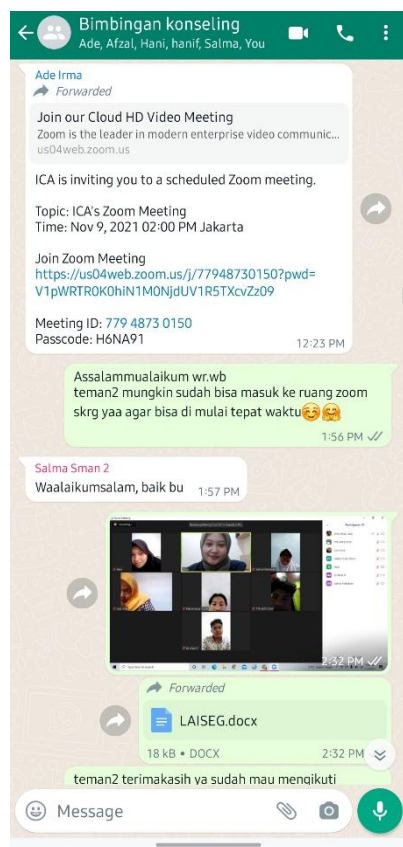 Bimbingan konseling
Ade, Afzal, Hani, hanif, Salma, You
Ade Irma
Forwarded
Join our Cloud HD Video Meeting
Zoom is the leader in modern enterprise video communic...
us04web.zoom.us
ICA is inviting you to a scheduled Zoom meeting.
Topic: ICA's Zoom Meeting
Time: Nov 9, 2021 02:00 PM Jakarta
Join Zoom Meeting
https://us04web.zoom.us/j/77948730150?pwd=
V1pWRTR0K0hiN1M0NjdUV1R5TXcvZz09
Meeting ID: 779 4873 0150
Passcode: H6NA91
12:23 PM
Assalammualaikum wr.wb
teman2 mungkin sudah bisa masuk ke ruang zoom
skrg yaa agar bisa di mulai tepat waktu😊🤗
1:56 PM
Salma Sman 2
Waalaikumsalam, baik bu
1:57 PM
2:32 PM
Forwarded
LAISEG.docx
18 kB • DOCX
2:32 PM
teman2 terimakasih ya sudah mau mengikuti
Message